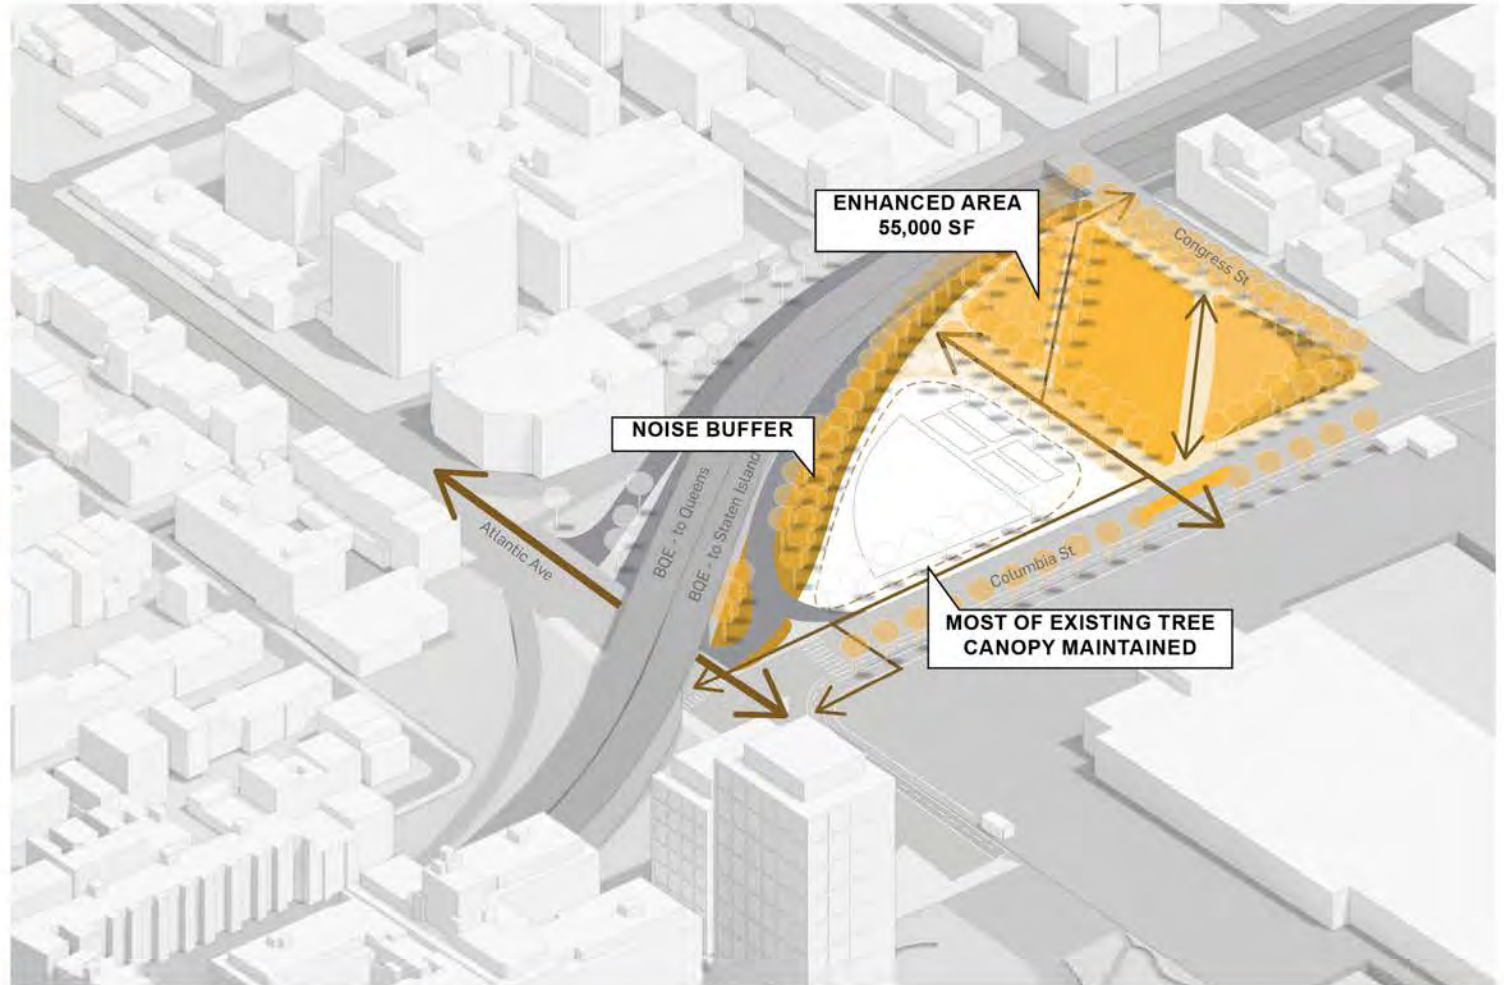 ENHANCED AREA
55,000 SF
Congress St
NOISE BUFFER
BQE - to Queens
BQE - to Staten Island
Atlantic Ave
Columbia St
MOST OF EXISTING TREE
CANOPY MAINTAINED